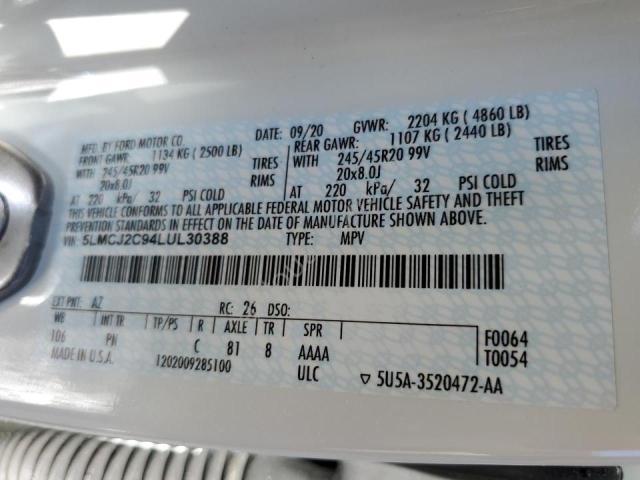 MFD. BY FORD MOTOR CO. DATE: 09/20 GVWR: 2204 KG ( 4860 LB)
FRONT GAWR: 1134 KG ( 2500 LB) REAR GAWR: 1107 KG ( 2440 LB)
WITH 245/45R20 99V TIRES WITH 245/45R20 99V TIRES
20x8.0J RIMS 20x8.0J RIMS
AT 220 kPa/ 32 PSI COLD AT 220 kPa/ 32 PSI COLD
THIS VEHICLE CONFORMS TO ALL APPLICABLE FEDERAL MOTOR VEHICLE SAFETY AND THEFT
PREVENTION STANDARDS IN EFFECT ON THE DATE OF MANUFACTURE SHOWN ABOVE.
VIN: 5LMCJ2C94LUL30388 TYPE: MPV
EXT PNT: AZ RC: 26 DSO:
WB INT TR TP/PS R AXLE TR SPR
106 PN C 81 8 AAAA F0064
MADE IN U.S.A. 1202009285100 ULC T0054
5U5A-3520472-AA